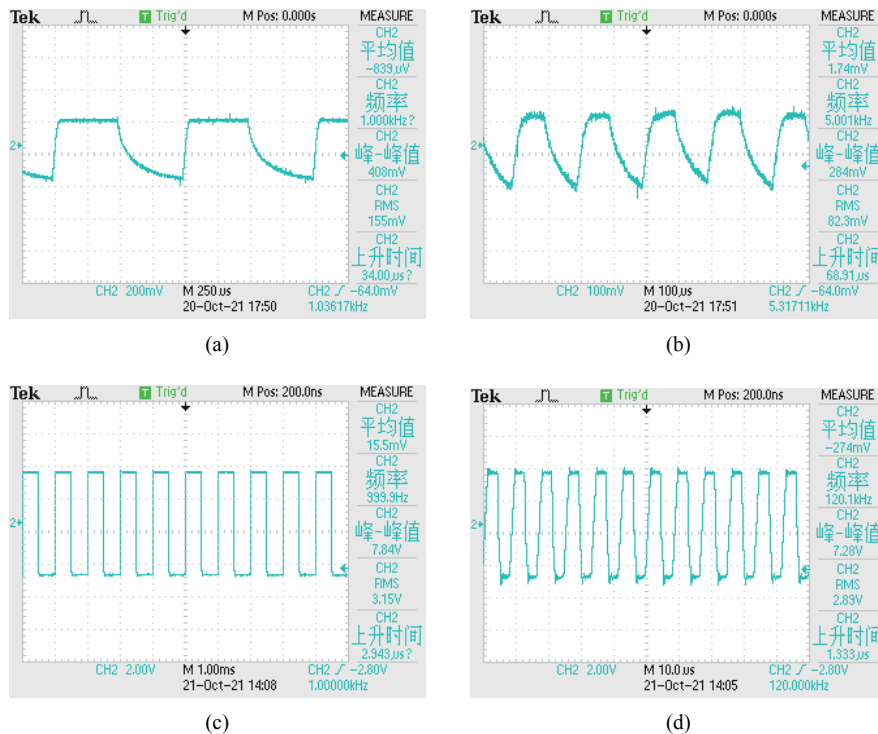 Tek T Trig'd M Pos: 0.000s MEASURE
CH2
平均值
-839µV
CH2
频率
1.000kHz?
CH2
峰-峰值
408mV
CH2
RMS
155mV
CH2
上升时间
34.00µs?
2
CH2 200mV M 250µs CH2 -64.0mV
20-Oct-21 17:50 1.03617kHz
(a)
Tek T Trig'd M Pos: 0.000s MEASURE
CH2
平均值
1.74mV
CH2
频率
5.001kHz
CH2
峰-峰值
284mV
CH2
RMS
82.3mV
CH2
上升时间
68.91µs
2
CH2 100mV M 100µs CH2 -64.0mV
20-Oct-21 17:51 5.31711kHz
(b)
Tek T Trig'd M Pos: 200.0ns MEASURE
CH2
平均值
15.5mV
CH2
频率
999.9Hz
CH2
峰-峰值
7.84V
CH2
RMS
3.15V
CH2
上升时间
2.943µs?
2
CH2 2.00V M 1.00ms CH2 -2.80V
21-Oct-21 14:08 1.00000kHz
(c)
Tek T Trig'd M Pos: 200.0ns MEASURE
CH2
平均值
-274mV
CH2
频率
120.1kHz
CH2
峰-峰值
7.28V
CH2
RMS
2.89V
CH2
上升时间
1.333µs
2
CH2 2.00V M 10.0µs CH2 -2.80V
21-Oct-21 14:05 120.000kHz
(d)